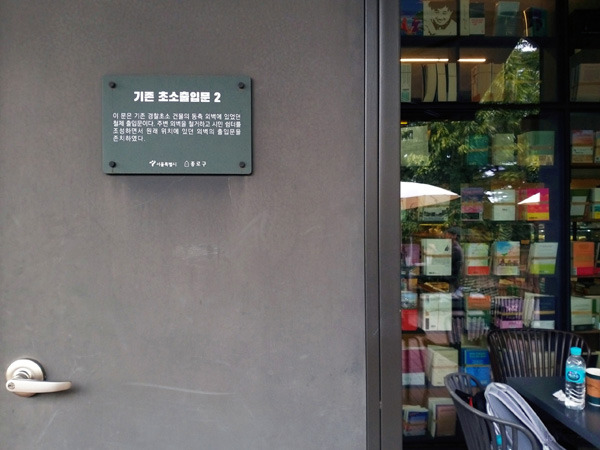 기존 초소출입문 2
이 문은 기존 경찰초소 건물의 동측 외벽에 있었던
철제 출입문이다. 주변 외벽을 철거하고 시민 쉼터를
조성하면서 원래 위치에 있던 외벽의 출입문을
존치하였다.
서울특별시 종로구